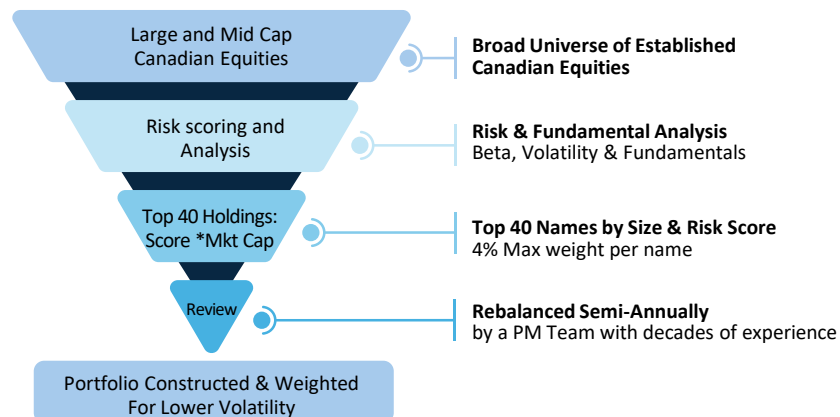 Large and Mid Cap
Canadian Equities
Broad Universe of Established
Canadian Equities
Risk scoring and
Analysis
Risk & Fundamental Analysis
Beta, Volatility & Fundamentals
Top 40 Holdings:
Score *Mkt Cap
Top 40 Names by Size & Risk Score
4% Max weight per name
Review
Rebalanced Semi-Annually
by a PM Team with decades of experience
Portfolio Constructed & Weighted
For Lower Volatility